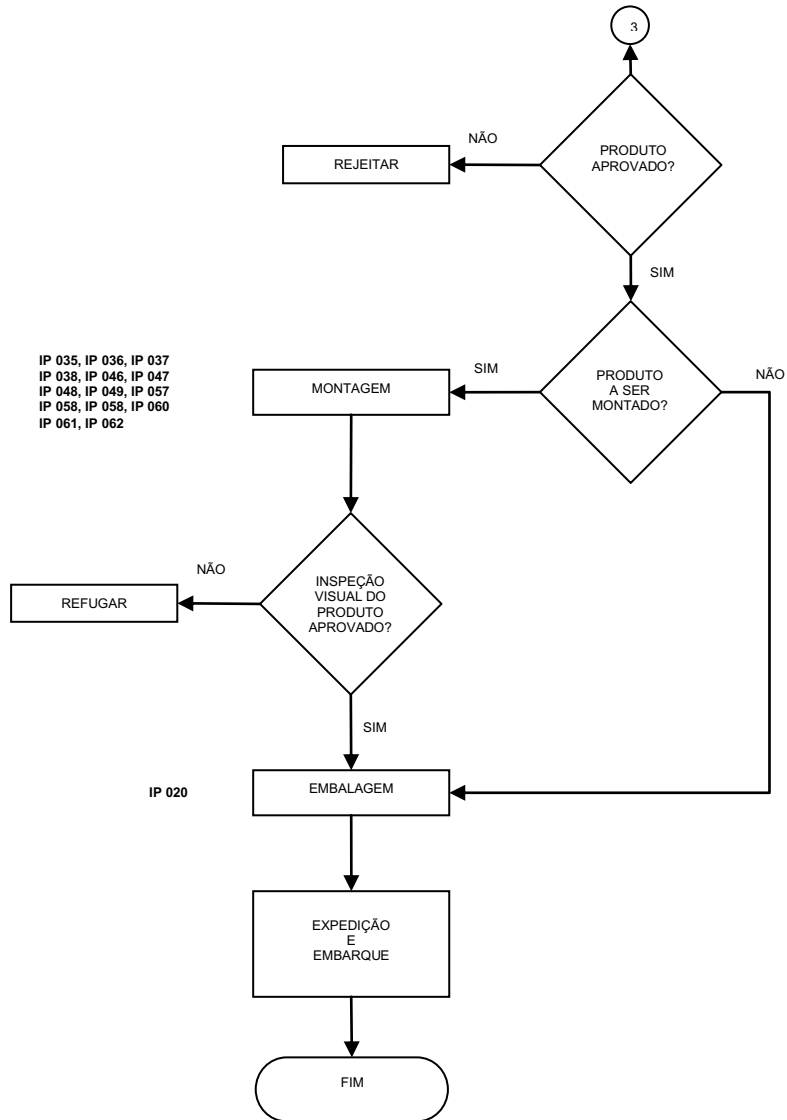 3
NÃO
PRODUTO
APROVADO?
REJEITAR
SIM
IP 035, IP 036, IP 037
IP 038, IP 046, IP 047
IP 048, IP 049, IP 057
IP 058, IP 058, IP 060
IP 061, IP 062
MONTAGEM
SIM
PRODUTO
A SER
MONTADO?
NÃO
NÃO
INSPEÇÃO
VISUAL DO
PRODUTO
APROVADO?
REFUGAR
SIM
IP 020
EMBALAGEM
EXPEDIÇÃO
E
EMBARQUE
FIM